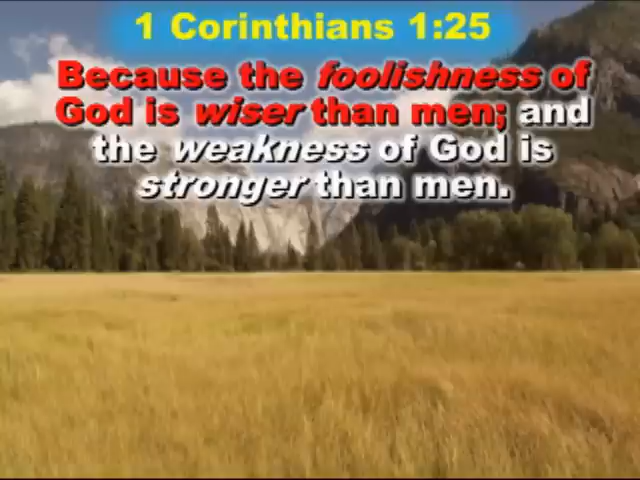 1 Corinthians 1:25
Because the foolishness of
God is wiser than men; and
the weakness of God is
stronger than men.